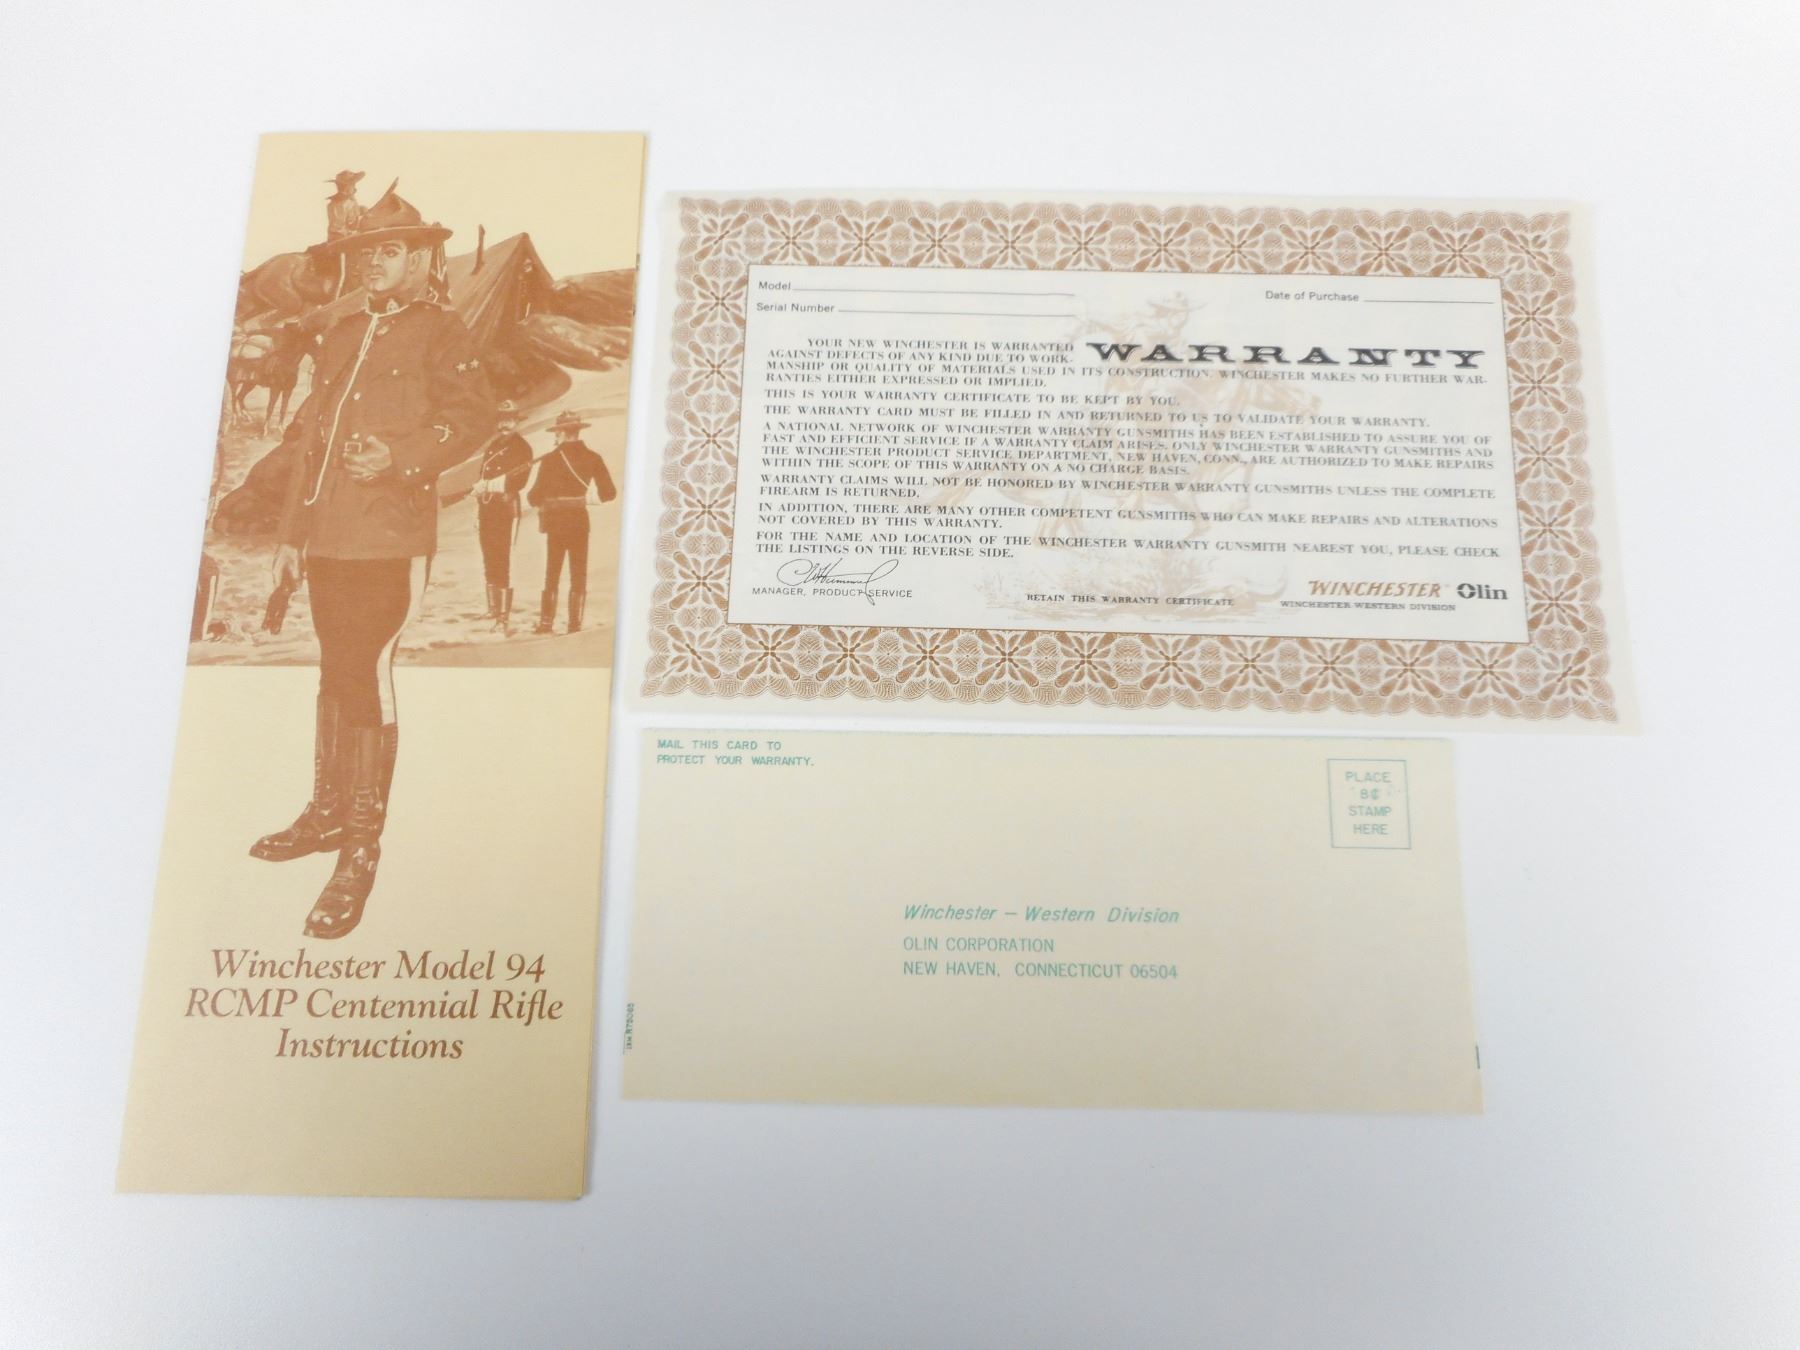 Winchester Model 94
RCMP Centennial Rifle
Instructions
Model
Date of Purchase
Serial Number
WARRANTY
YOUR NEW WINCHESTER IS WARRANTED
AGAINST DEFECTS OF ANY KIND DUE TO WORK-
MANSHIP OR QUALITY OF MATERIALS USED IN ITS CONSTRUCTION. WINCHESTER MAKES NO FURTHER WAR-
RANTIES EITHER EXPRESSED OR IMPLIED.
THIS IS YOUR WARRANTY CERTIFICATE TO BE KEPT BY YOU.
THE WARRANTY CARD MUST BE FILLED IN AND RETURNED TO US TO VALIDATE YOUR WARRANTY.
A NATIONAL NETWORK OF WINCHESTER WARRANTY GUNSMITHS HAS BEEN ESTABLISHED TO ASSURE YOU OF
FAST AND EFFICIENT SERVICE IF A WARRANTY CLAIM ARISES. ONLY WINCHESTER WARRANTY GUNSMITHS AND
THE WINCHESTER PRODUCT SERVICE DEPARTMENT, NEW HAVEN, CONN., ARE AUTHORIZED TO MAKE REPAIRS
WITHIN THE SCOPE OF THIS WARRANTY ON A NO CHARGE BASIS.
WARRANTY CLAIMS WILL NOT BE HONORED BY WINCHESTER WARRANTY GUNSMITHS UNLESS THE COMPLETE
FIREARM IS RETURNED.
IN ADDITION, THERE ARE MANY OTHER COMPETENT GUNSMITHS WHO CAN MAKE REPAIRS AND ALTERATIONS
NOT COVERED BY THIS WARRANTY.
FOR THE NAME AND LOCATION OF THE WINCHESTER WARRANTY GUNSMITH NEAREST YOU, PLEASE CHECK
THE LISTINGS ON THE REVERSE SIDE.
MANAGER, PRODUCT SERVICE
RETAIN THIS WARRANTY CERTIFICATE
WINCHESTER Olin
WINCHESTER-WESTERN DIVISION
MAIL THIS CARD TO
PROTECT YOUR WARRANTY.
PLACE
8¢
STAMP
HERE
Winchester – Western Division
OLIN CORPORATION
NEW HAVEN, CONNECTICUT 06504